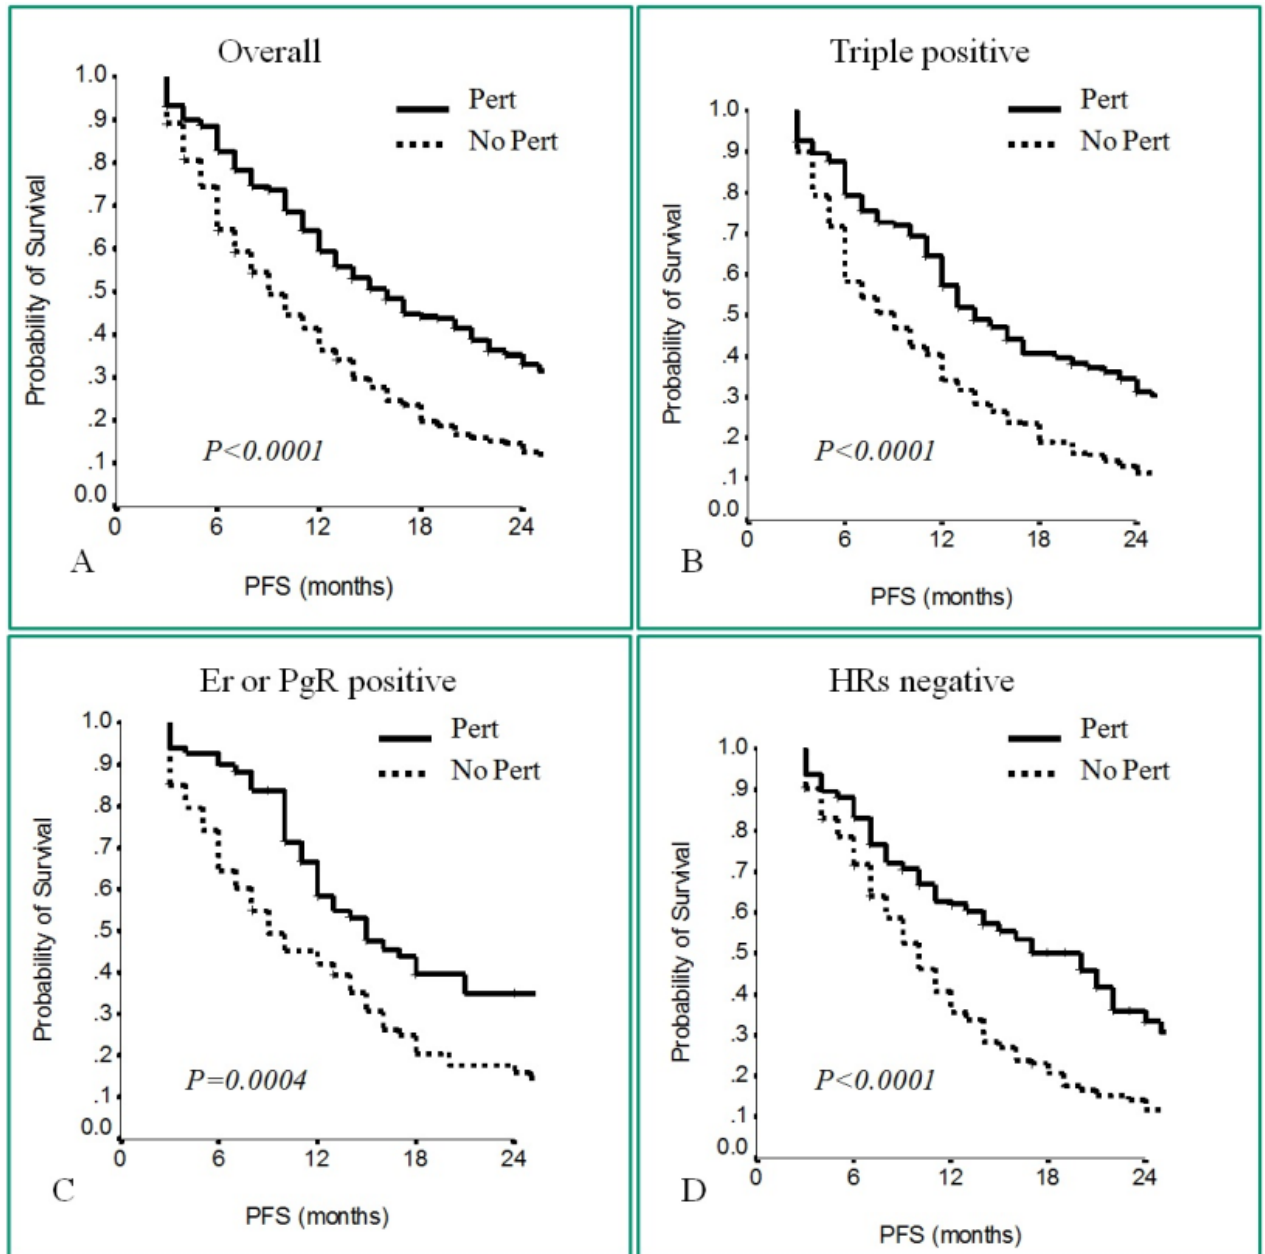 Overall
Pert
No Pert
1.0
.9
.8
.7
.6
.5
.4
.3
.2
.1
0.0
Probability of Survival
P<0.0001
0 6 12 18 24
A
PFS (months)
Triple positive
Pert
No Pert
1.0
.9
.8
.7
.6
.5
.4
.3
.2
.1
0.0
Probability of Survival
P<0.0001
0 6 12 18 24
B
PFS (months)
Er or PgR positive
Pert
No Pert
1.0
.9
.8
.7
.6
.5
.4
.3
.2
.1
0.0
Probability of Survival
P=0.0004
0 6 12 18 24
C
PFS (months)
HRs negative
Pert
No Pert
1.0
.9
.8
.7
.6
.5
.4
.3
.2
.1
0.0
Probability of Survival
P<0.0001
0 6 12 18 24
D
PFS (months)